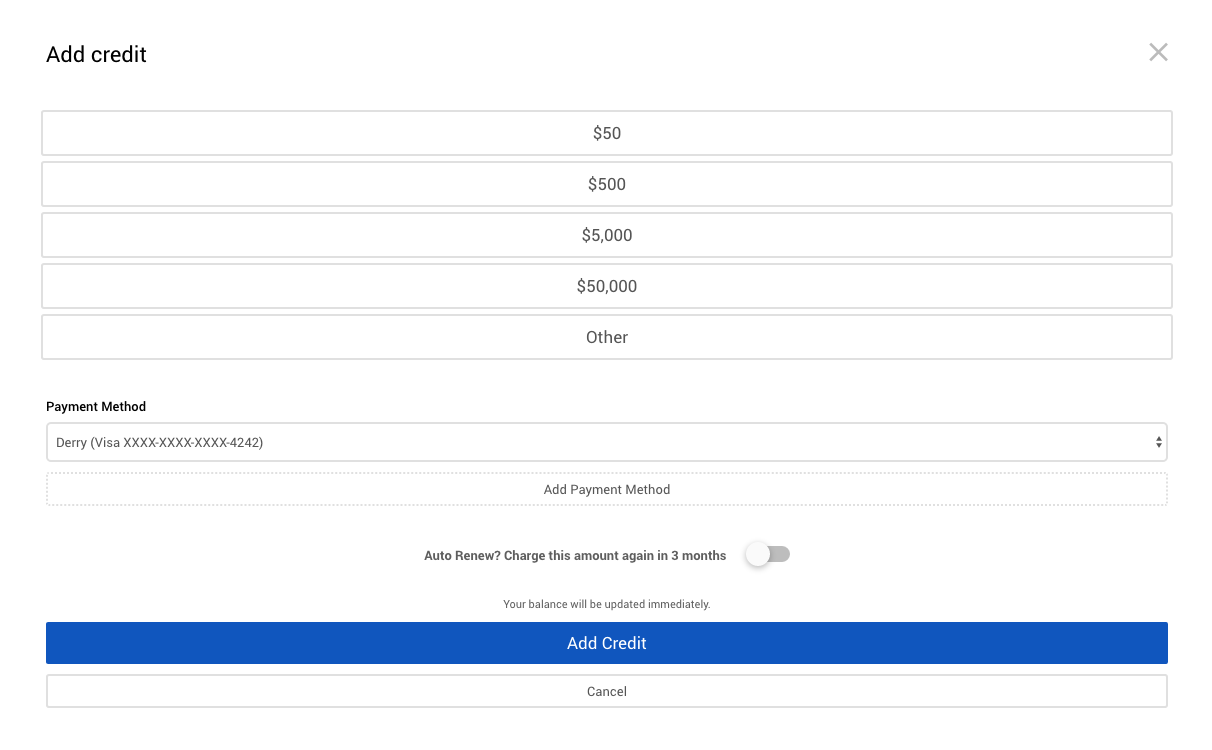 Add credit
$50
$500
$5,000
$50,000
Other
Payment Method
Derry (Visa XXXX-XXXX-XXXX-4242)
Add Payment Method
Auto Renew? Charge this amount again in 3 months
Your balance will be updated immediately.
Add Credit
Cancel